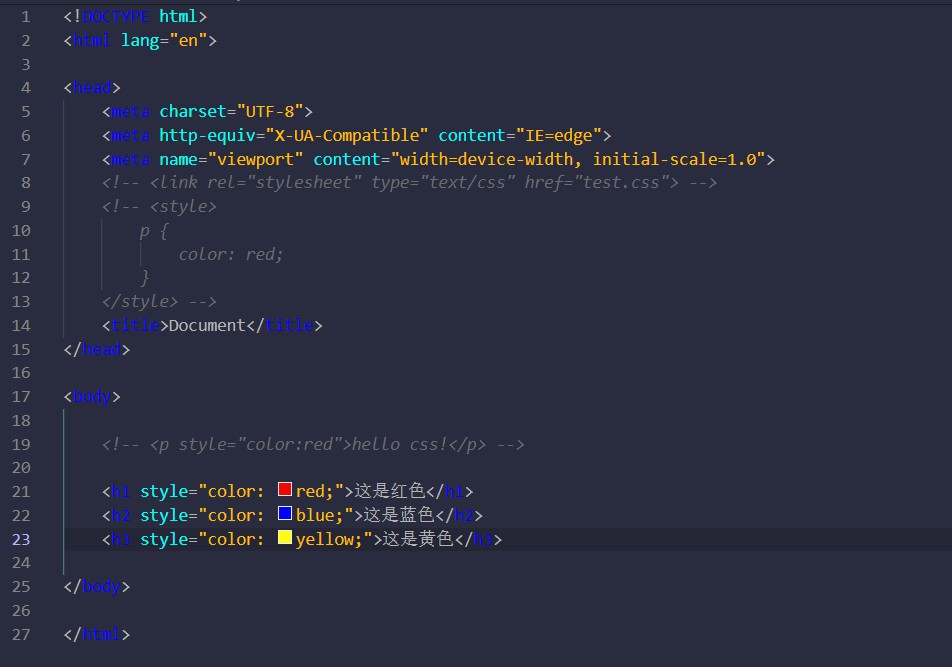 1 <!DOCTYPE html>
2 <html lang="en">
3
4 <head>
5 <meta charset="UTF-8">
6 <meta http-equiv="X-UA-Compatible" content="IE=edge">
7 <meta name="viewport" content="width=device-width, initial-scale=1.0">
8 <!-- <link rel="stylesheet" type="text/css" href="test.css"> -->
9 <!-- <style>
10 p {
11 color: red;
12 }
13 </style> -->
14 <title>Document</title>
15 </head>
16
17 <body>
18
19 <!-- <p style="color:red">hello css!</p> -->
20
21 <h1 style="color: red;">这是红色</h1>
22 <h2 style="color: blue;">这是蓝色</h2>
23 <h3 style="color: yellow;">这是黄色</h3>
24
25 </body>
26
27 </html>